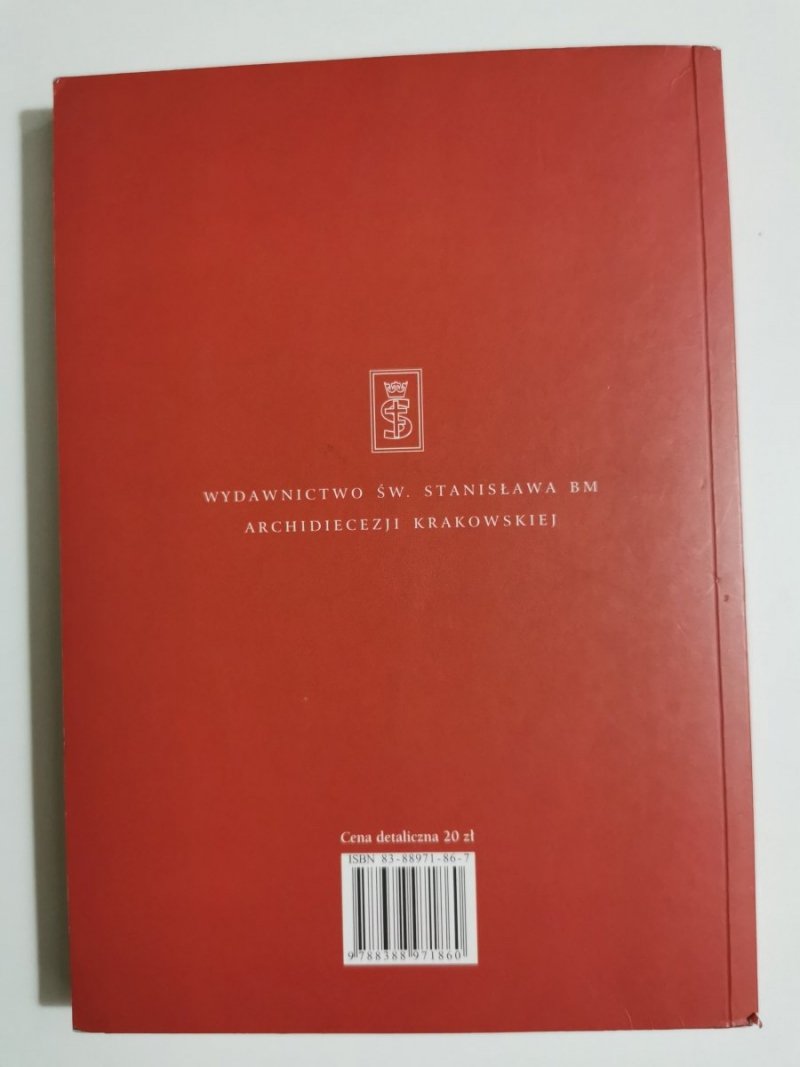 WYDAWNICTWO ŚW. STANISŁAWA BM
ARCHIDIECEZJI KRAKOWSKIEJ
Cena detaliczna 20 zł
ISBN 83-88971-86-7
9 788388 971860